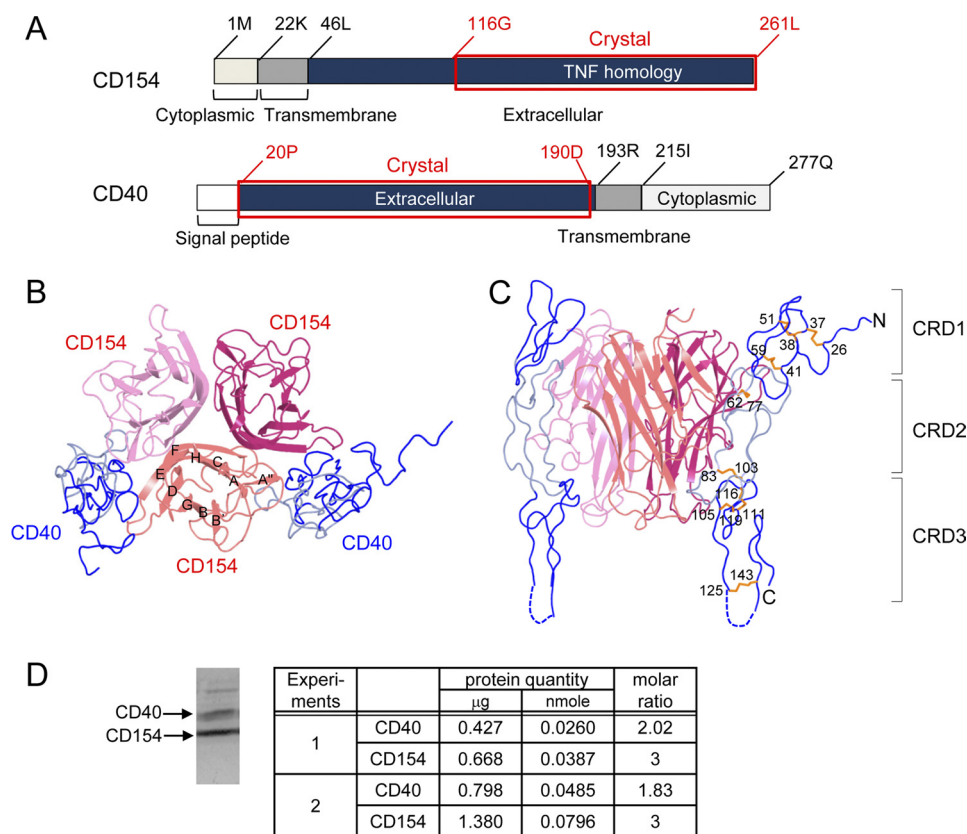 A
1M 22K 46L 116G 261L
Crystal
CD154 TNF homology
Cytoplasmic Transmembrane Extracellular
20P Crystal 190D 193R 215I 277Q
CD40 Extracellular Cytoplasmic
Signal peptide Transmembrane
B
CD154 CD154
F H C A A"
E D G B B'
CD40 CD154 CD40
C
51 37 N CRD1
38 26
59 41
62 77 CRD2
83 103
116
105 119 111 CRD3
143
125 C
D
CD40
CD154
Experi-ments protein quantity molar ratio
μg nmole
1 CD40 0.427 0.0260 2.02
CD154 0.668 0.0387 3
2 CD40 0.798 0.0485 1.83
CD154 1.380 0.0796 3